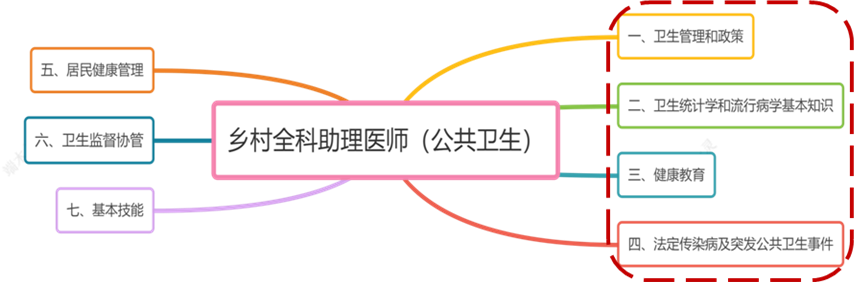 乡村全科助理医师（公共卫生）
一、卫生管理和政策
二、卫生统计学和流行病学基本知识
三、健康教育
四、法定传染病及突发公共卫生事件
五、居民健康管理
六、卫生监督协管
七、基本技能